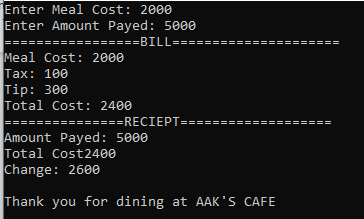 Enter Meal Cost: 2000
Enter Amount Payed: 5000
=================BILL=====================
Meal Cost: 2000
Tax: 100
Tip: 300
Total Cost: 2400
===============RECIEPT===================
Amount Payed: 5000
Total Cost2400
Change: 2600
Thank you for dining at AAK'S CAFE